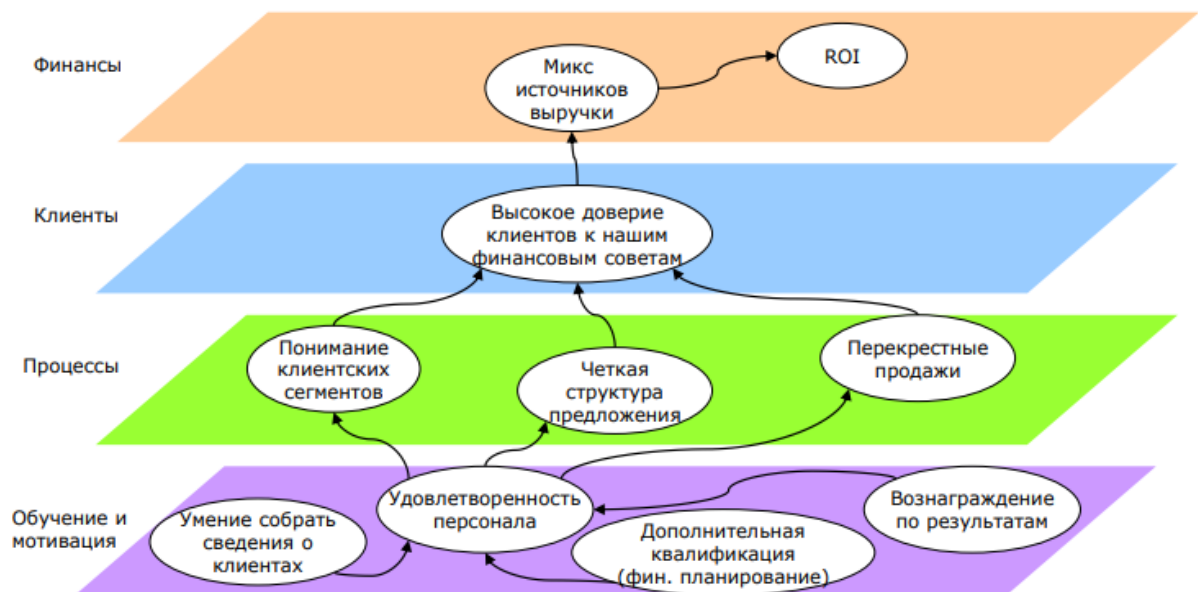 Финансы
Микс
источников
выручки
ROI
Клиенты
Высокое доверие
клиентов к нашим
финансовым советам
Процессы
Понимание
клиентских
сегментов
Четкая
структура
предложения
Перекрестные
продажи
Обучение и
мотивация
Умение собрать
сведения о
клиентах
Удовлетворенность
персонала
Дополнительная
квалификация
(фин. планирование)
Вознаграждение
по результатам